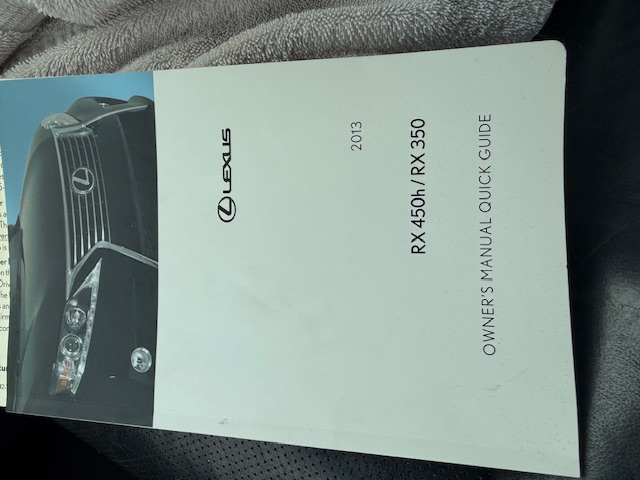 LEXUS
2013
RX 450h / RX 350
OWNER'S MANUAL QUICK GUIDE